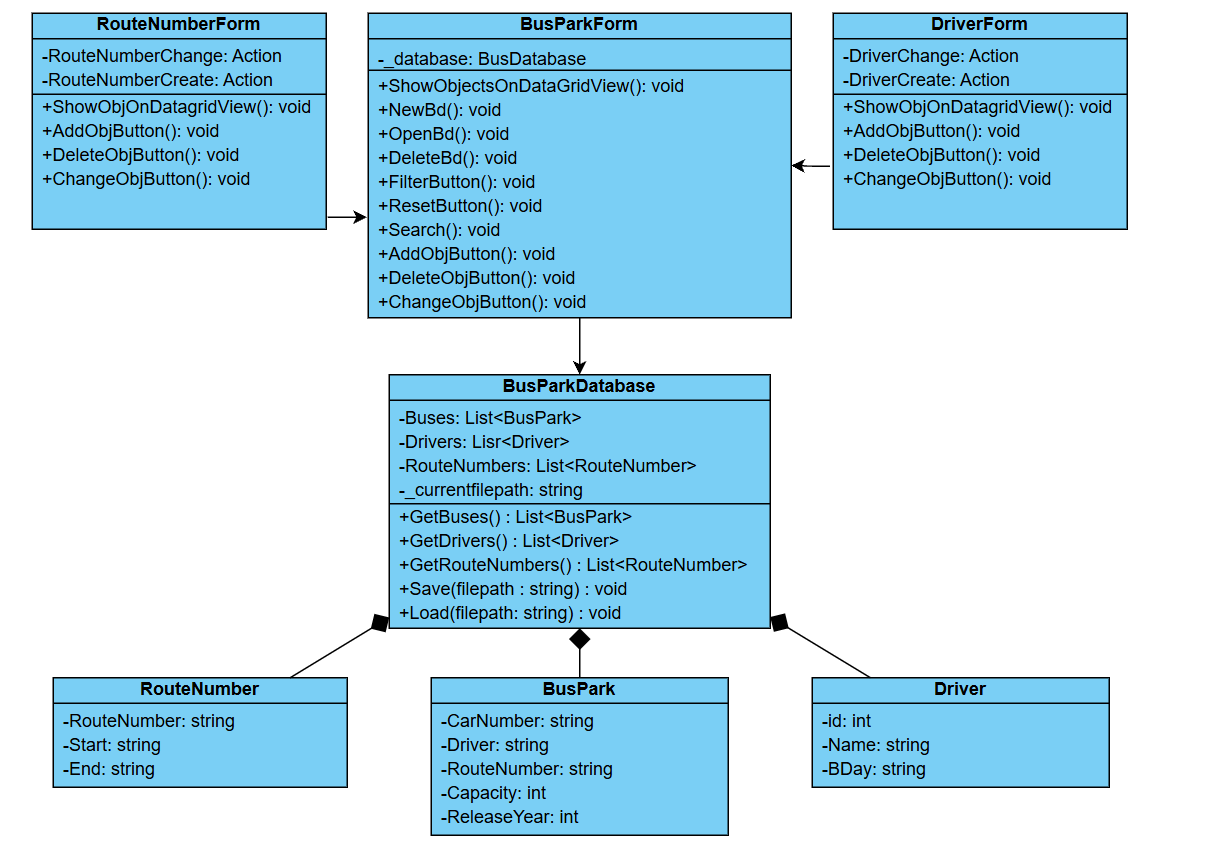 RouteNumberForm
-RouteNumberChange: Action
-RouteNumberCreate: Action
+ShowObjOnDatagridView(): void
+AddObjButton(): void
+DeleteObjButton(): void
+ChangeObjButton(): void
BusParkForm
-_database: BusDatabase
+ShowObjectsOnDataGridView(): void
+NewBd(): void
+OpenBd(): void
+DeleteBd(): void
+FilterButton(): void
+ResetButton(): void
+Search(): void
+AddObjButton(): void
+DeleteObjButton(): void
+ChangeObjButton(): void
DriverForm
-DriverChange: Action
-DriverCreate: Action
+ShowObjOnDatagridView(): void
+AddObjButton(): void
+DeleteObjButton(): void
+ChangeObjButton(): void
BusParkDatabase
-Buses: List<BusPark>
-Drivers: Lisr<Driver>
-RouteNumbers: List<RouteNumber>
-_currentfilepath: string
+GetBuses() : List<BusPark>
+GetDrivers() : List<Driver>
+GetRouteNumbers() : List<RouteNumber>
+Save(filepath : string) : void
+Load(filepath: string) : void
RouteNumber
-RouteNumber: string
-Start: string
-End: string
BusPark
-CarNumber: string
-Driver: string
-RouteNumber: string
-Capacity: int
-ReleaseYear: int
Driver
-id: int
-Name: string
-BDay: string